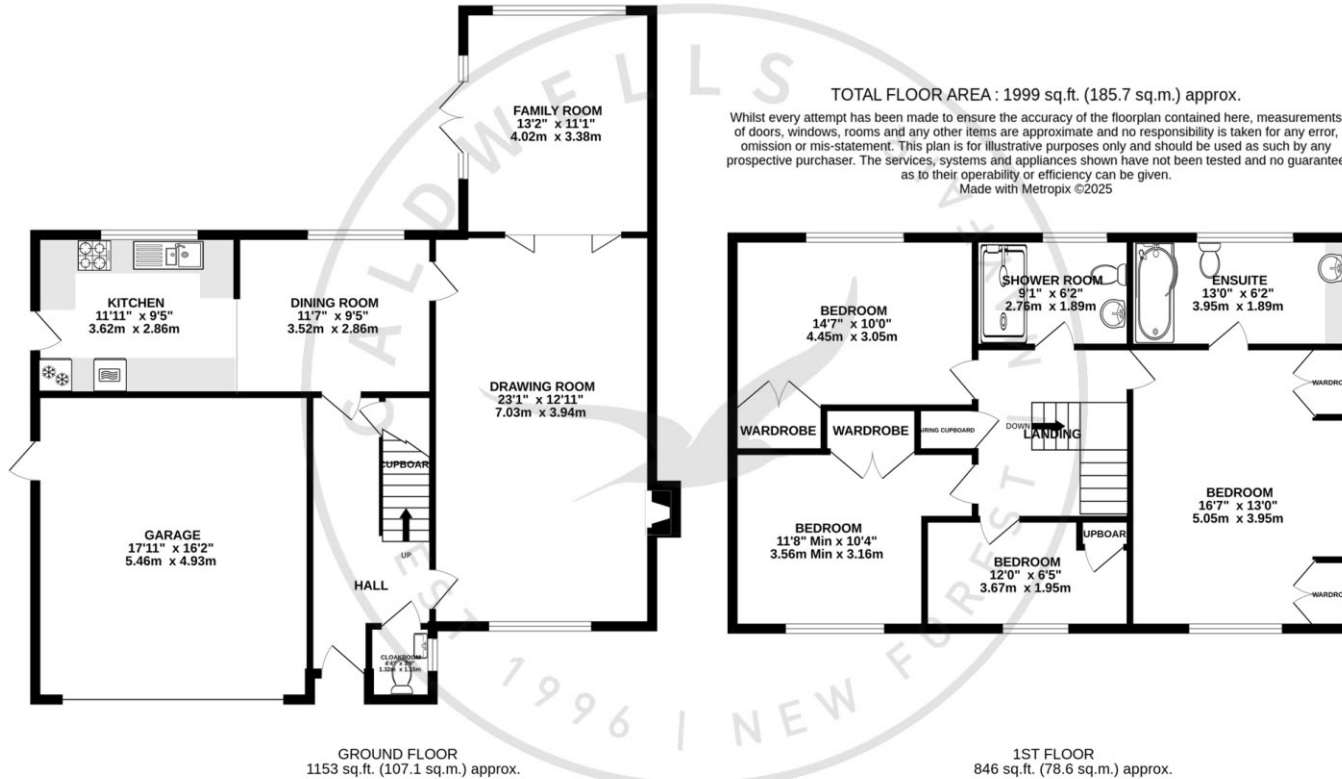 TOTAL FLOOR AREA : 1999 sq.ft. (185.7 sq.m.) approx.
Whilst every attempt has been made to ensure the accuracy of the floorplan contained here, measurements
of doors, windows, rooms and any other items are approximate and no responsibility is taken for any error,
omission or mis-statement. This plan is for illustrative purposes only and should be used as such by any
prospective purchaser. The services, systems and appliances shown have not been tested and no guarantee
as to their operability or efficiency can be given.
Made with Metropix ©2025
FAMILY ROOM
13'2" x 11'1"
4.02m x 3.38m
KITCHEN
11'11" x 9'5"
3.62m x 2.86m
DINING ROOM
11'7" x 9'5"
3.52m x 2.86m
DRAWING ROOM
23'1" x 12'11"
7.03m x 3.94m
CUPBOAR
UP
GARAGE
17'11" x 16'2"
5.46m x 4.93m
HALL
CLOAKROOM
GROUND FLOOR
1153 sq.ft. (107.1 sq.m.) approx.
SHOWER ROOM
9'1" x 6'2"
2.76m x 1.89m
ENSUITE
13'0" x 6'2"
3.95m x 1.89m
BEDROOM
14'7" x 10'0"
4.45m x 3.05m
WARDRO
WARDROBE
WARDROBE
IRING CUPBOARD
DOWN
LANDING
BEDROOM
16'7" x 13'0"
5.05m x 3.95m
BEDROOM
11'8" Min x 10'4"
3.56m Min x 3.16m
UPBOAR
BEDROOM
12'0" x 6'5"
3.67m x 1.95m
WARDRO
1ST FLOOR
846 sq.ft. (78.6 sq.m.) approx.
CALDWELLS
EST 1996 | NEW FOREST